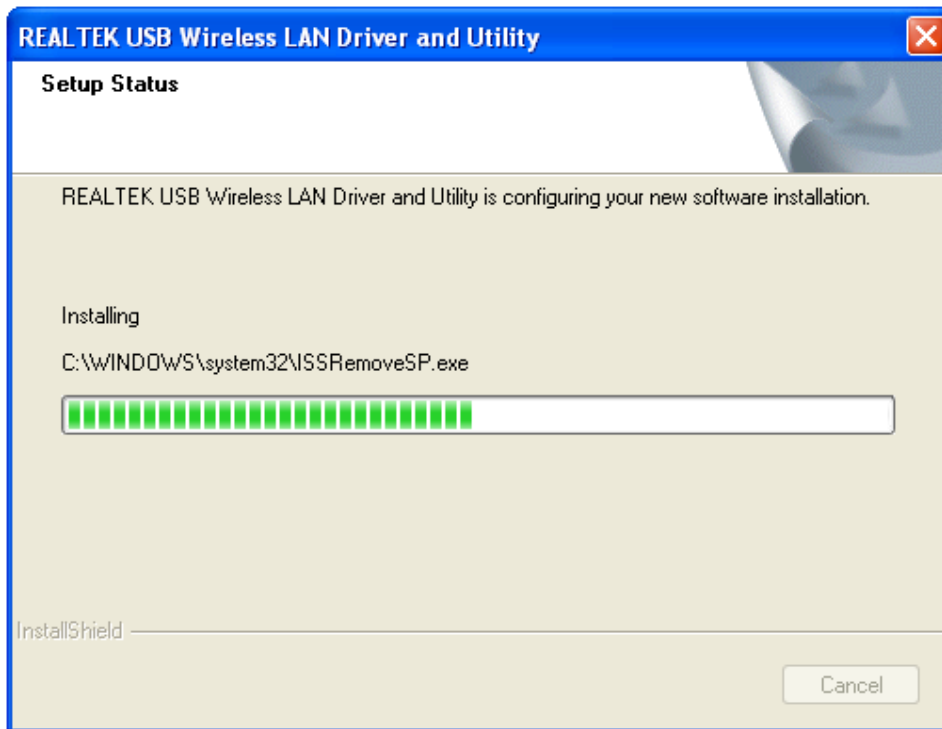 REALTEK USB Wireless LAN Driver and Utility
Setup Status
REALTEK USB Wireless LAN Driver and Utility is configuring your new software installation.
Installing
C:\WINDOWS\system32\ISSRemoveSP.exe
InstallShield
Cancel